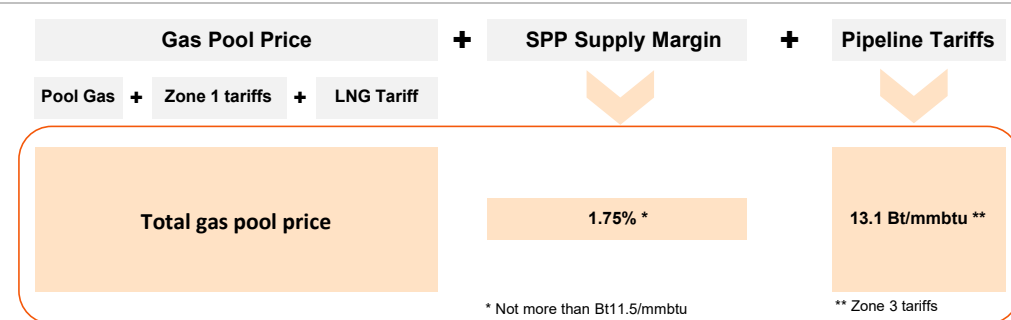 Gas Pool Price + SPP Supply Margin + Pipeline Tariffs
Pool Gas + Zone 1 tariffs + LNG Tariff
Total gas pool price
1.75% *
13.1 Bt/mmbtu **
* Not more than Bt11.5/mmbtu
** Zone 3 tariffs